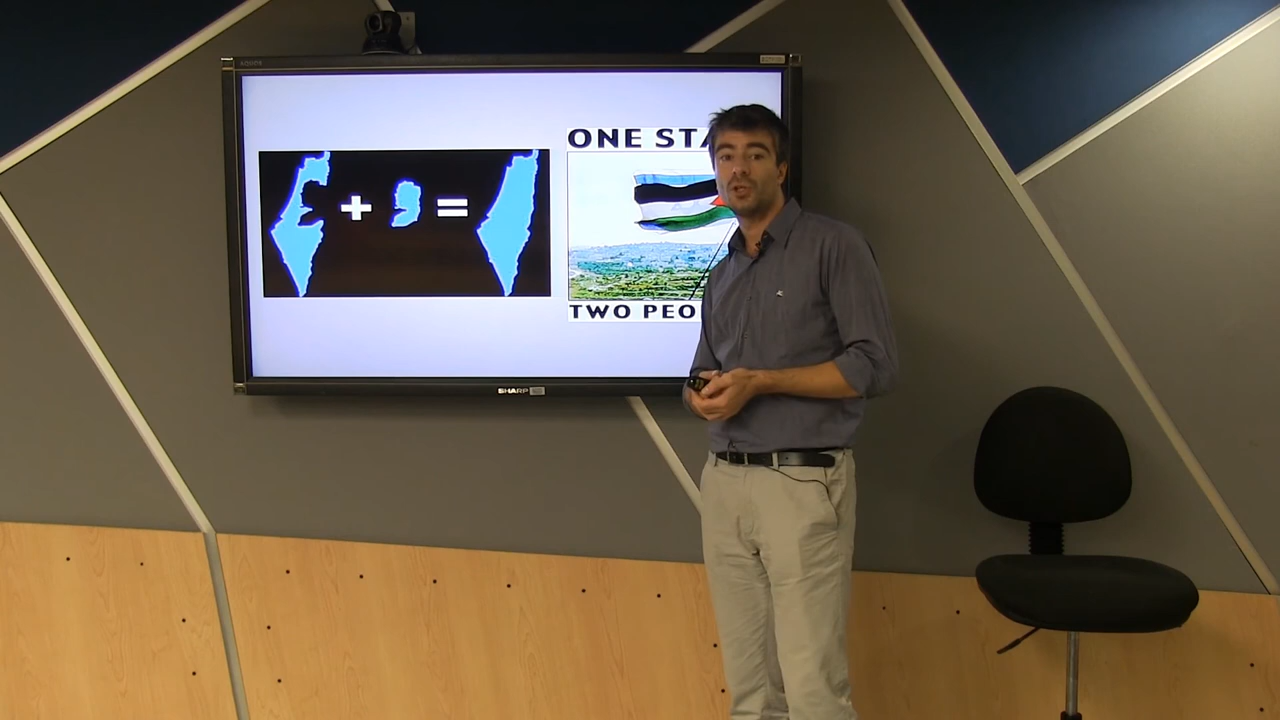 ONE STA
+ =
TWO PEO
SHARP